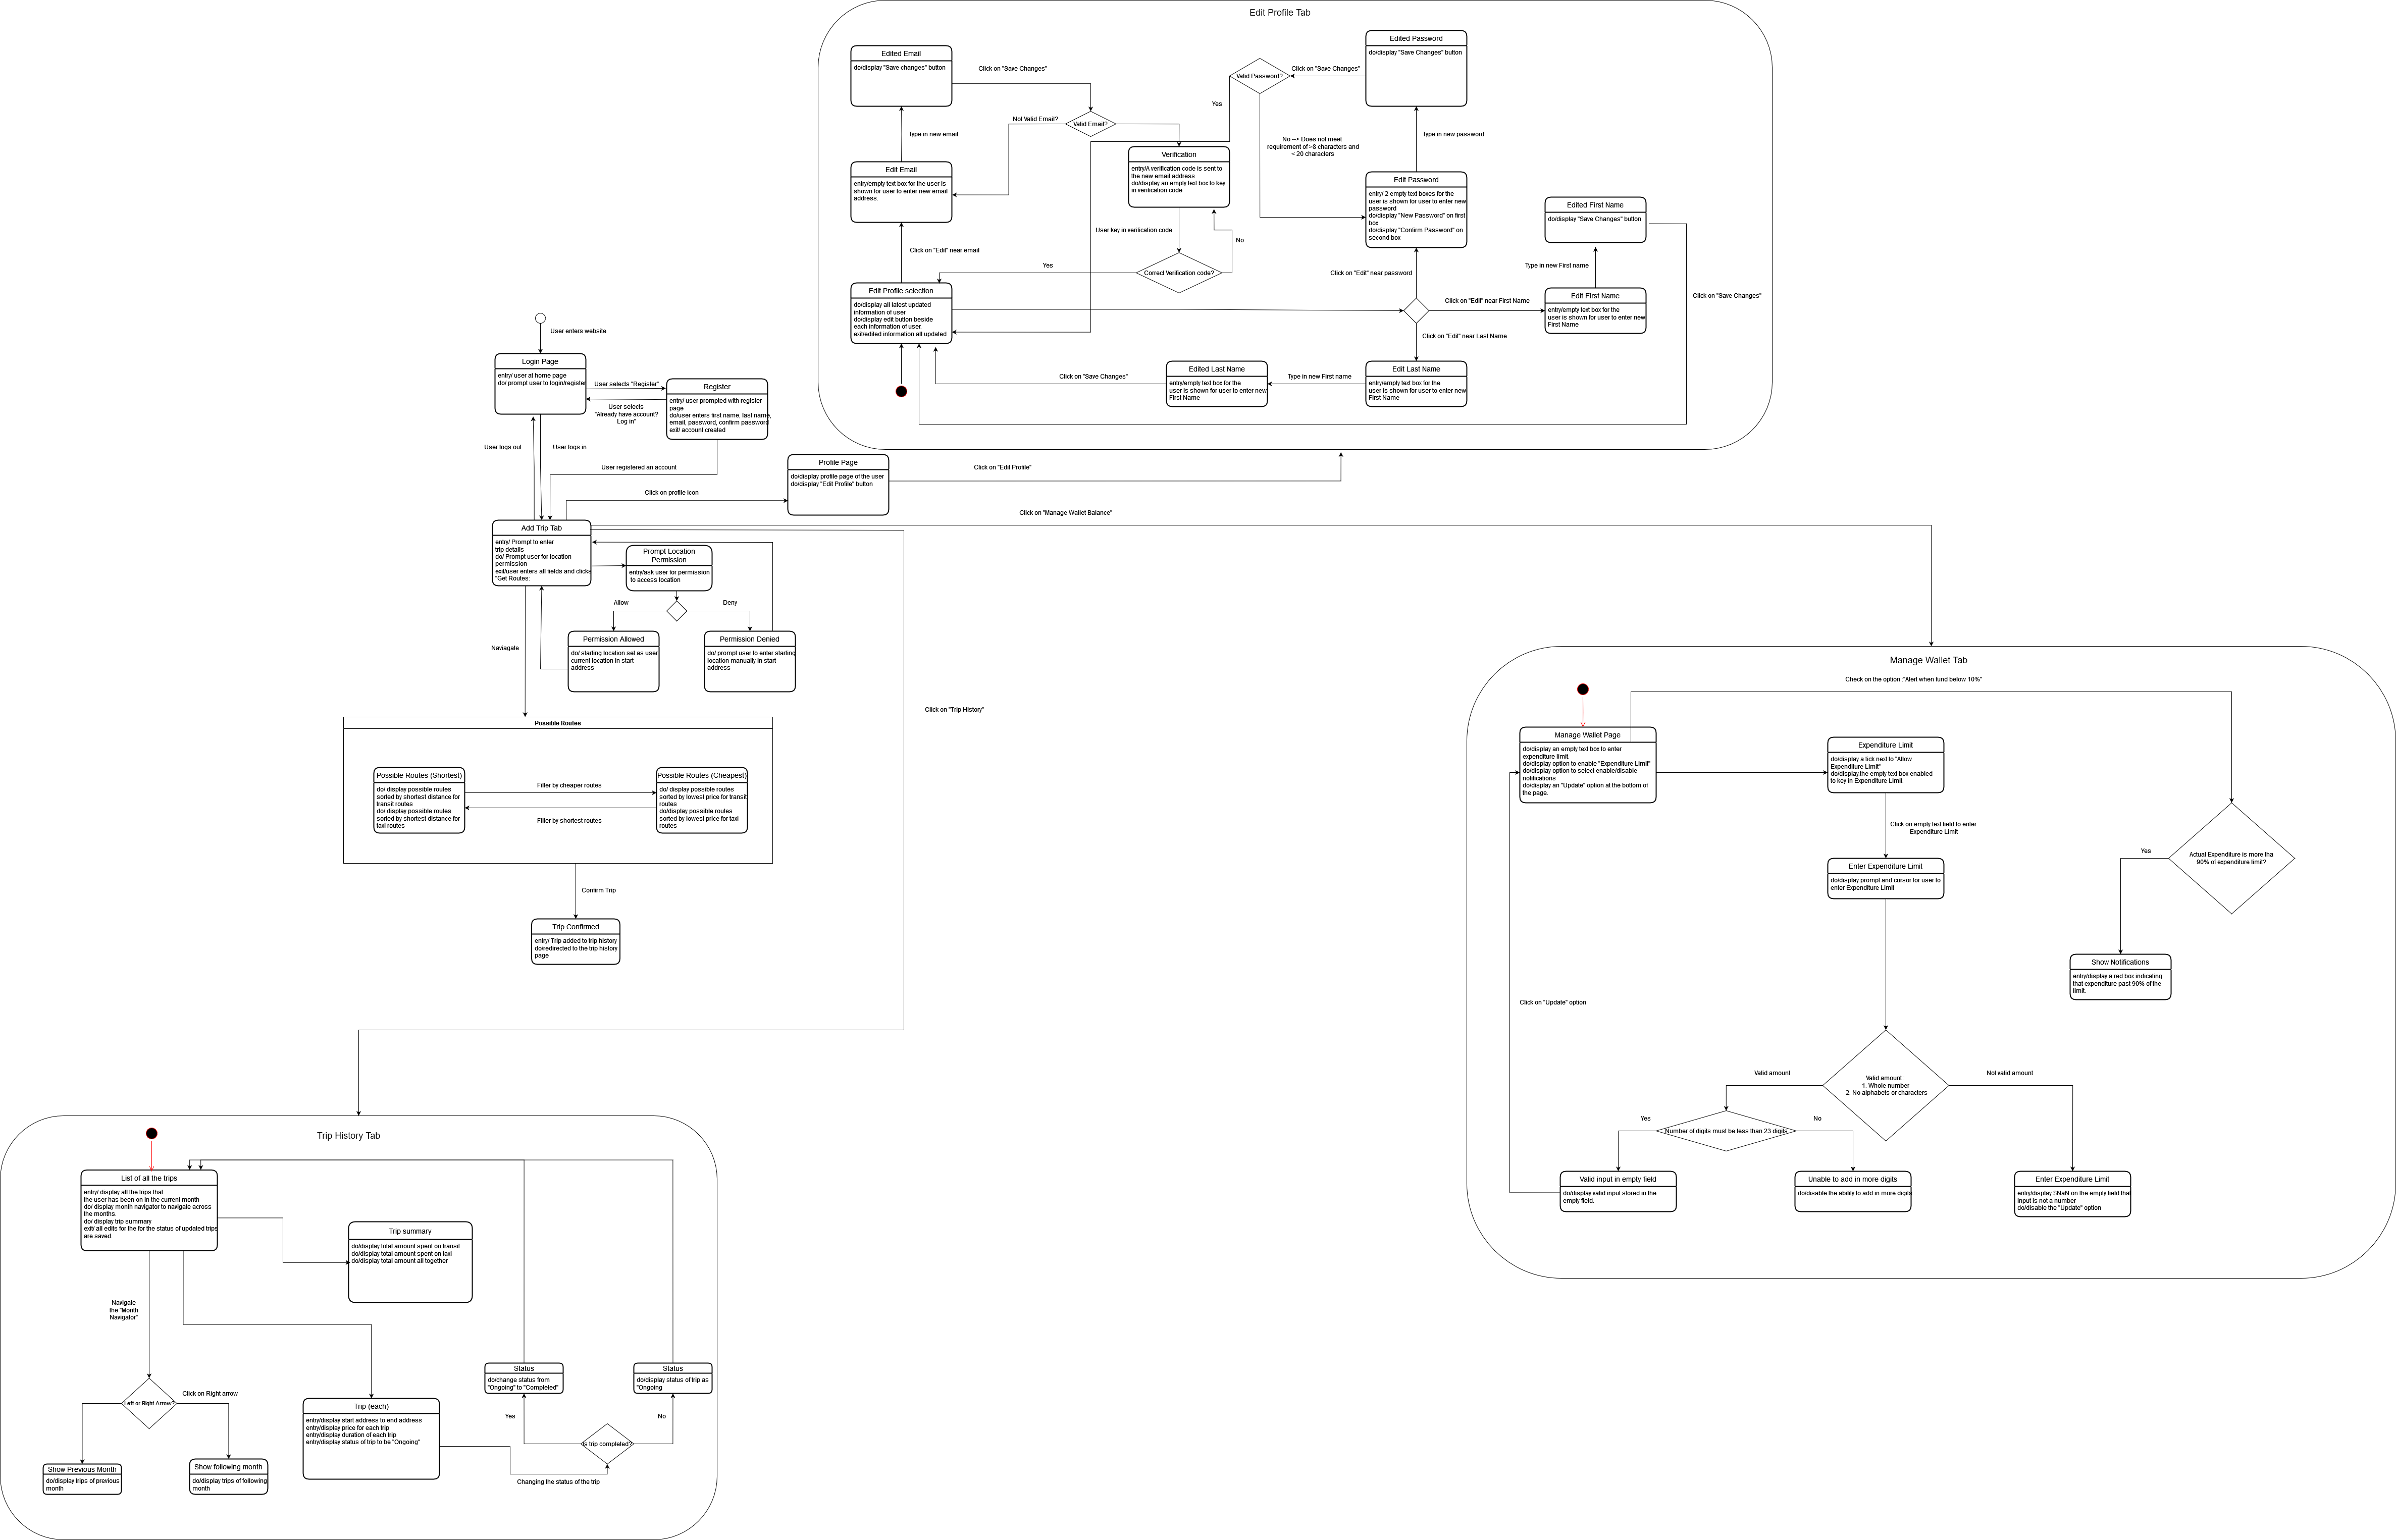 Edit Profile Tab
Edited Email
do/display "Save changes" button
Click on "Save Changes"
Valid Password?
Click on "Save Changes"
Edited Password
do/display "Save Changes" button
Yes
Not Valid Email?
Valid Email?
Type in new email
No --> Does not meet
requirement of >8 characters and
< 20 characters
Type in new password
Verification
entry/A verification code is sent to
the new email address
do/display an empty text box to key
in verification code
Edit Email
entry/empty text box for the user is
shown for user to enter new email
address.
Edit Password
entry/ 2 empty text boxes for the
user is shown for user to enter new
password
do/display "New Password" on first
box
do/display "Confirm Password" on
second box
Edited First Name
do/display "Save Changes" button
User key in verification code
No
Click on "Edit" near email
Yes
Correct Verification code?
Click on "Edit" near password
Type in new First name
Edit Profile selection
do/display all latest updated
information of user
do/display edit button beside
each information of user.
exit/edited information all updated
Click on "Edit" near First Name
Edit First Name
entry/empty text box for the
user is shown for user to enter new
First Name
Click on "Save Changes"
Click on "Edit" near Last Name
Click on "Save Changes"
Edited Last Name
entry/empty text box for the
user is shown for user to enter new
First Name
Type in new First name
Edit Last Name
entry/empty text box for the
user is shown for user to enter new
First Name
User enters website
Login Page
entry/ user at home page
do/ prompt user to login/register
User selects "Register"
User selects
"Already have account?
Log in"
Register
entry/ user prompted with register
page
do/user enters first name, last name,
email, password, confirm password
exit/ account created
User logs out
User logs in
User registered an account
Click on profile icon
Profile Page
do/display profile page of the user
do/display "Edit Profile" button
Click on "Edit Profile"
Click on "Manage Wallet Balance"
Add Trip Tab
entry/ Prompt to enter
trip details
do/ Prompt user for location
permission
exit/user enters all fields and clicks
"Get Routes:
Prompt Location
Permission
entry/ask user for permission
to access location
Allow
Deny
Permission Allowed
do/ starting location set as user
current location in start
address
Permission Denied
do/ prompt user to enter starting
location manually in start
address
Naviagate
Click on "Trip History"
Possible Routes
Possible Routes (Shortest)
do/ display possible routes
sorted by shortest distance for
transit routes
do/ display possible routes
sorted by shortest distance for
taxi routes
Filter by cheaper routes
Filter by shortest routes
Possible Routes (Cheapest)
do/ display possible routes
sorted by lowest price for transit
routes
do/display possible routes
sorted by lowest price for taxi
routes
Confirm Trip
Trip Confirmed
entry/ Trip added to trip history
do/redirected to the trip history
page
Manage Wallet Tab
Check on the option :"Alert when fund below 10%"
Manage Wallet Page
do/display an empty text box to enter
expenditure limit.
do/display option to enable "Expenditure Limit"
do/display option to select enable/disable
notifications
do/display an "Update" option at the bottom of
the page.
Expenditure Limit
do/display a tick next to "Allow
Expenditure Limit"
do/display.the empty text box enabled
to key in Expenditure Limit.
Click on empty text field to enter
Expenditure Limit
Enter Expenditure Limit
do/display prompt and cursor for user to
enter Expenditure Limit
Yes
Actual Expenditure is more tha
90% of expenditure limit?
Show Notifications
entry/display a red box indicating
that expenditure past 90% of the
limit.
Click on "Update" option
Valid amount
Valid amount :
1. Whole number
2. No alphabets or characters
Not valid amount
Yes
Number of digits must be less than 23 digits
No
Valid input in empty field
do/display valid input stored in the
empty field.
Unable to add in more digits
do/disable the ability to add in more digits.
Enter Expenditure Limit
entry/display $NaN on the empty field that
input is not a number
do/disable the "Update" option
Trip History Tab
List of all the trips
entry/ display all the trips that
the user has been on in the current month
do/ display month navigator to navigate across
the months.
do/ display trip summary
exit/ all edits for the for the status of updated trips
are saved.
Trip summary
do/display total amount spent on transit
do/display total amount spent on taxi
do/display total amount all together
Navigate
the "Month
Navigator"
Left or Right Arrow?
Click on Right arrow
Show Previous Month
do/display trips of previous
month
Show following month
do/display trips of following
month
Trip (each)
entry/display start address to end address
entry/display price for each trip
entry/display duration of each trip
entry/display status of trip to be "Ongoing"
Status
do/change status from
"Ongoing" to "Completed"
Status
do/display status of trip as
"Ongoing
Yes
Is trip completed?
No
Changing the status of the trip